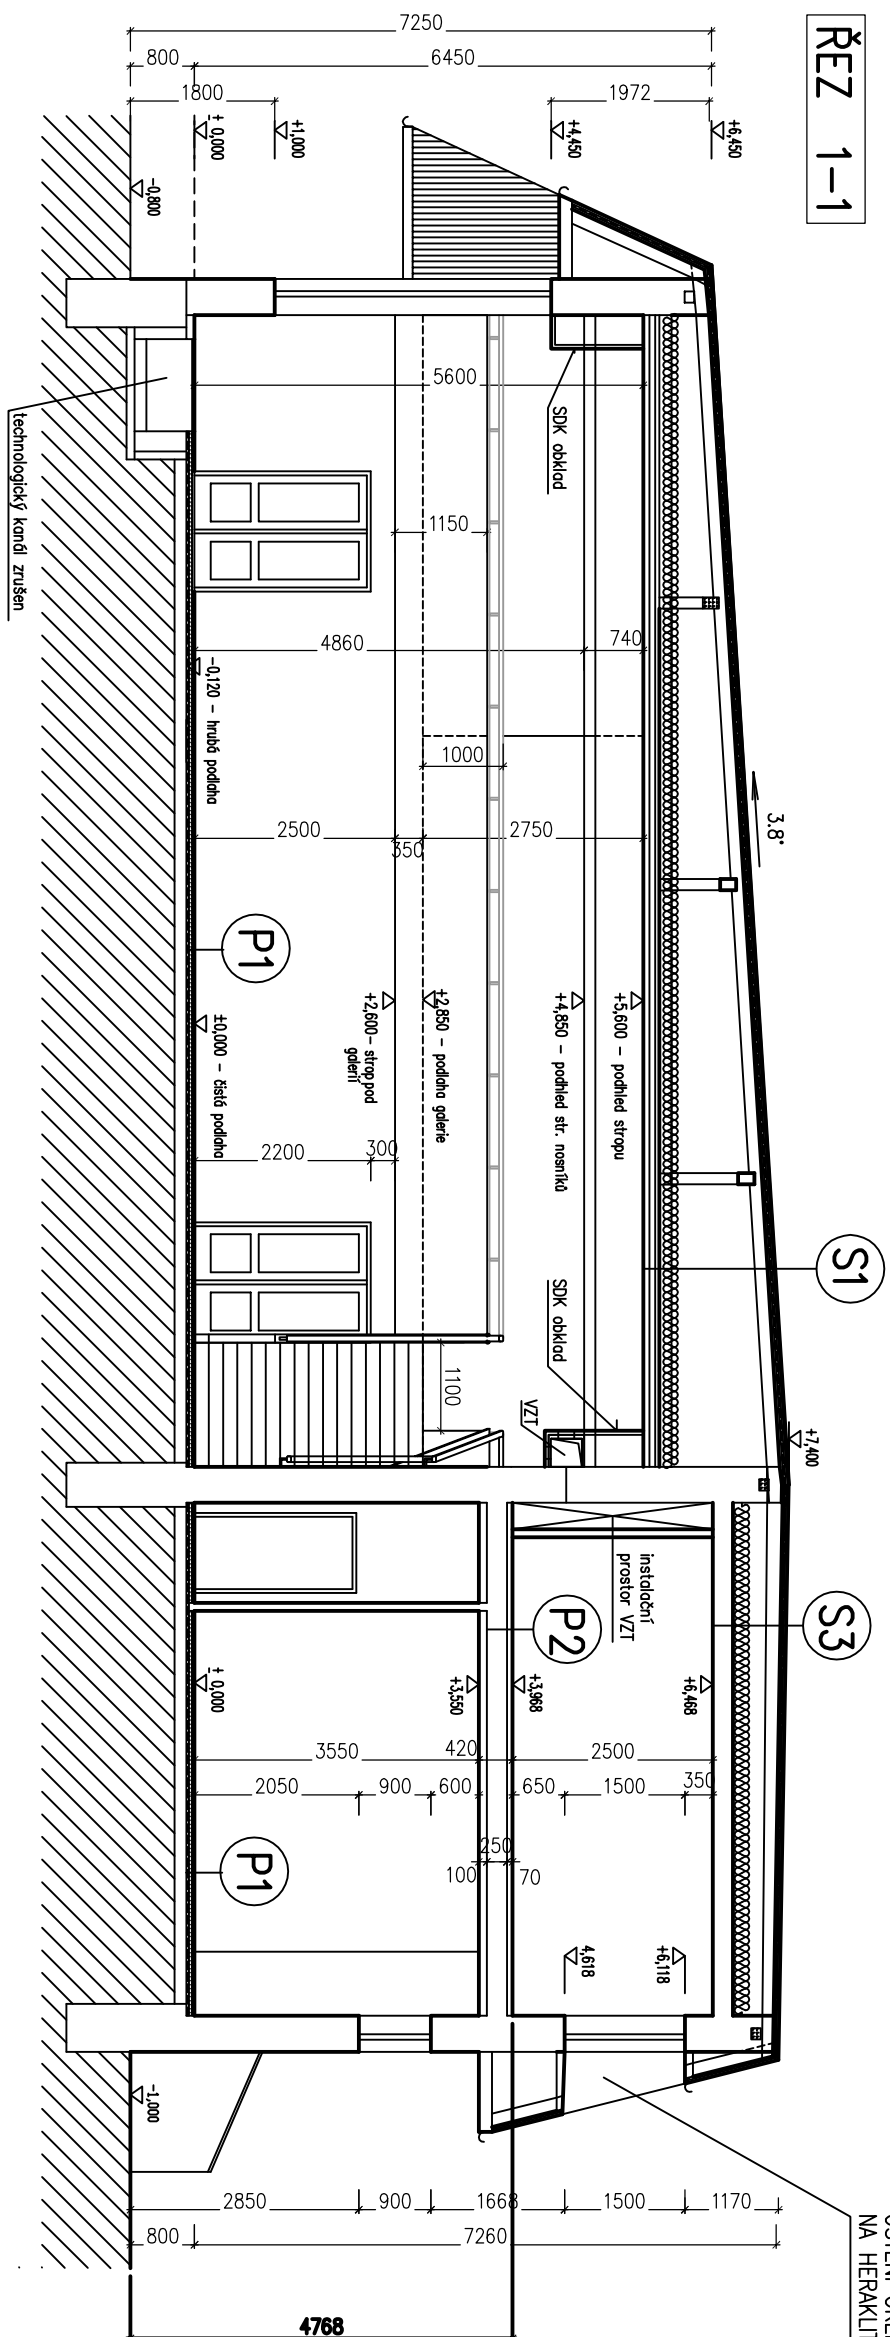 ŘEZ 1-1
7250
800
6450
1800
1972
+6,450
+4,450
+1,000
± 0,000
-0,800
technologický kanál zrušen
5600
SDK obklad
1150
4860
740
-0,120 - hrubá podlaha
1000
2500
350
2750
3.8°
P1
+5,600 - podhled stropu
+4,850 - podhled str. nosníků
+2,850 - podlaha galerie
+2,600 - strop pod
galerií
±0,000 - čistá podlaha
2200
300
S1
SDK obklad
1100
VZT
+7,400
instalační
prostor VZT
S3
P2
+6,468
+3,968
+3,550
± 0,000
3550
420
2500
2050
900
600
650
1500
350
250
100
70
P1
+6,118
4,618
-1,000
2850
900
1668
1500
1170
800
7260
NA HERAKLIT
4768